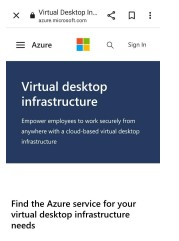 Virtual Desktop In...
azure.microsoft.com
Azure
Sign In
Virtual desktop
infrastructure
Empower employees to work securely from
anywhere with a cloud-based virtual desktop
infrastructure
Find the Azure service for your
virtual desktop infrastructure
needs